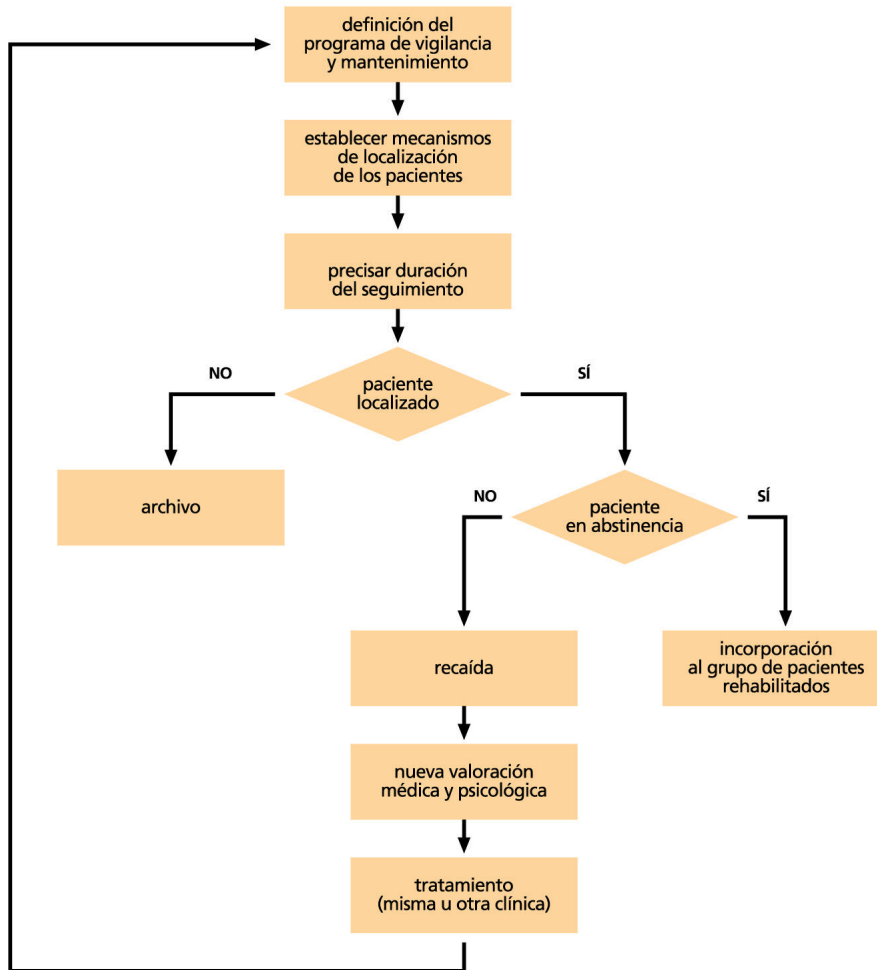 definición del
programa de vigilancia
y mantenimiento
establecer mecanismos
de localización
de los pacientes
precisar duración
del seguimiento
NO
SÍ
paciente
localizado
archivo
NO
SÍ
paciente
en abstinencia
recaída
incorporación
al grupo de pacientes
rehabilitados
nueva valoración
médica y psicológica
tratamiento
(misma u otra clínica)